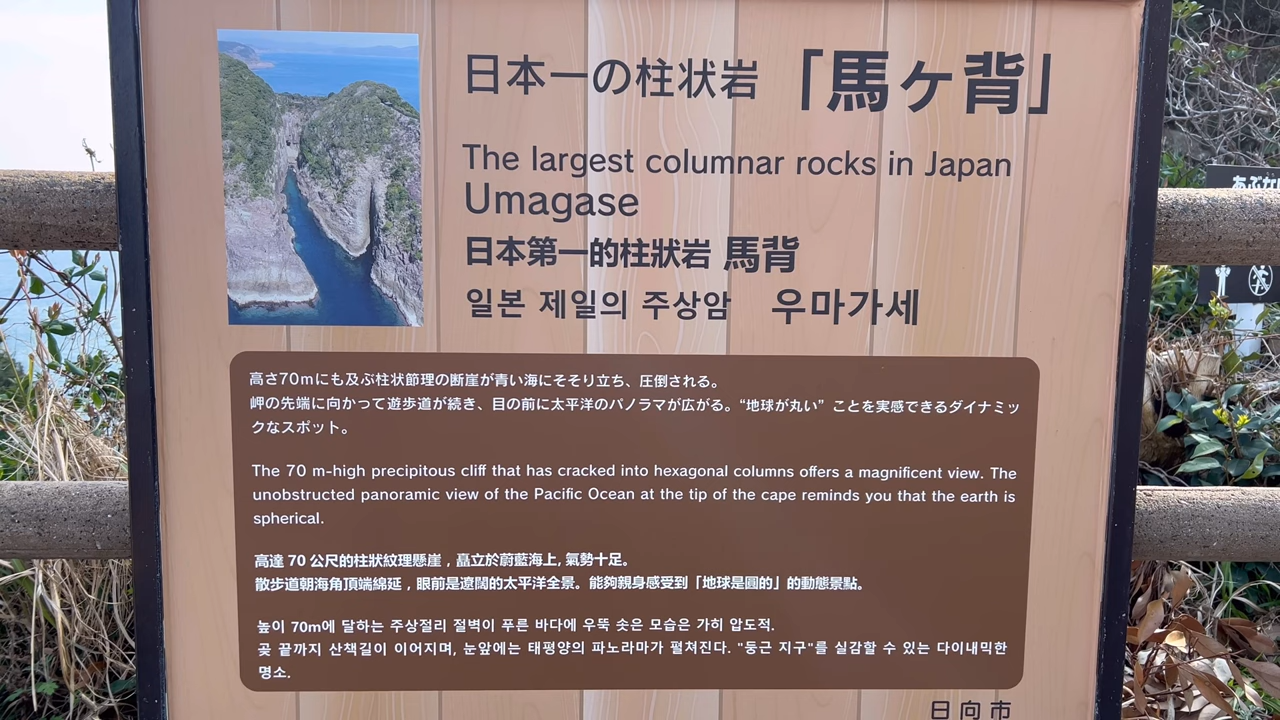 日本一の柱状岩 「馬ヶ背」
The largest columnar rocks in Japan
Umagase
日本第一的柱狀岩 馬背
일본 제일의 주상암 우마가세
高さ70mにも及ぶ柱状節理の断崖が青い海にそそり立ち、圧倒される。
岬の先端に向かって遊歩道が続き、目の前に太平洋のパノラマが広がる。“地球が丸い”ことを実感できるダイナミッ
クなスポット。
The 70 m-high precipitous cliff that has cracked into hexagonal columns offers a magnificent view. The
unobstructed panoramic view of the Pacific Ocean at the tip of the cape reminds you that the earth is
spherical.
高達 70 公尺的柱狀紋理懸崖，矗立於蔚藍海上, 氣勢十足。
散步道朝海角頂端綿延，眼前是遼闊的太平洋全景。能夠親身感受到「地球是圓的」的動態景點。
높이 70m에 달하는 주상절리 절벽이 푸른 바다에 우뚝 솟은 모습은 가히 압도적.
곶 끝까지 산책길이 이어지며, 눈앞에는 태평양의 파노라마가 펼쳐진다. "둥근 지구"를 실감할 수 있는 다이내믹한
명소.
日向市